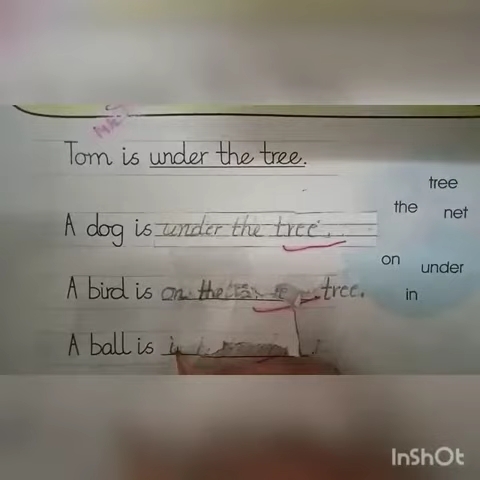 Tom is under the tree.
A dog is under the tree.
A bird is on the tree.
A ball is
tree
the net
on
under
in
InShOt